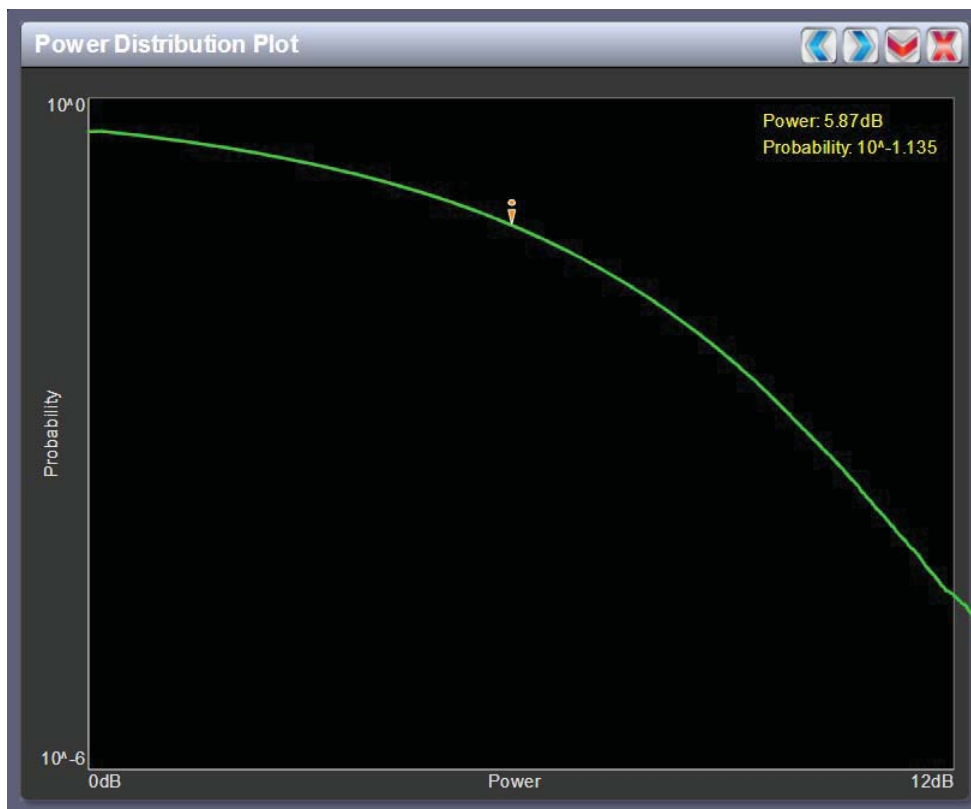 Power Distribution Plot
10^0
Power: 5.87dB
Probability: 10^-1.135
Probability
10^-6
0dB
Power
12dB